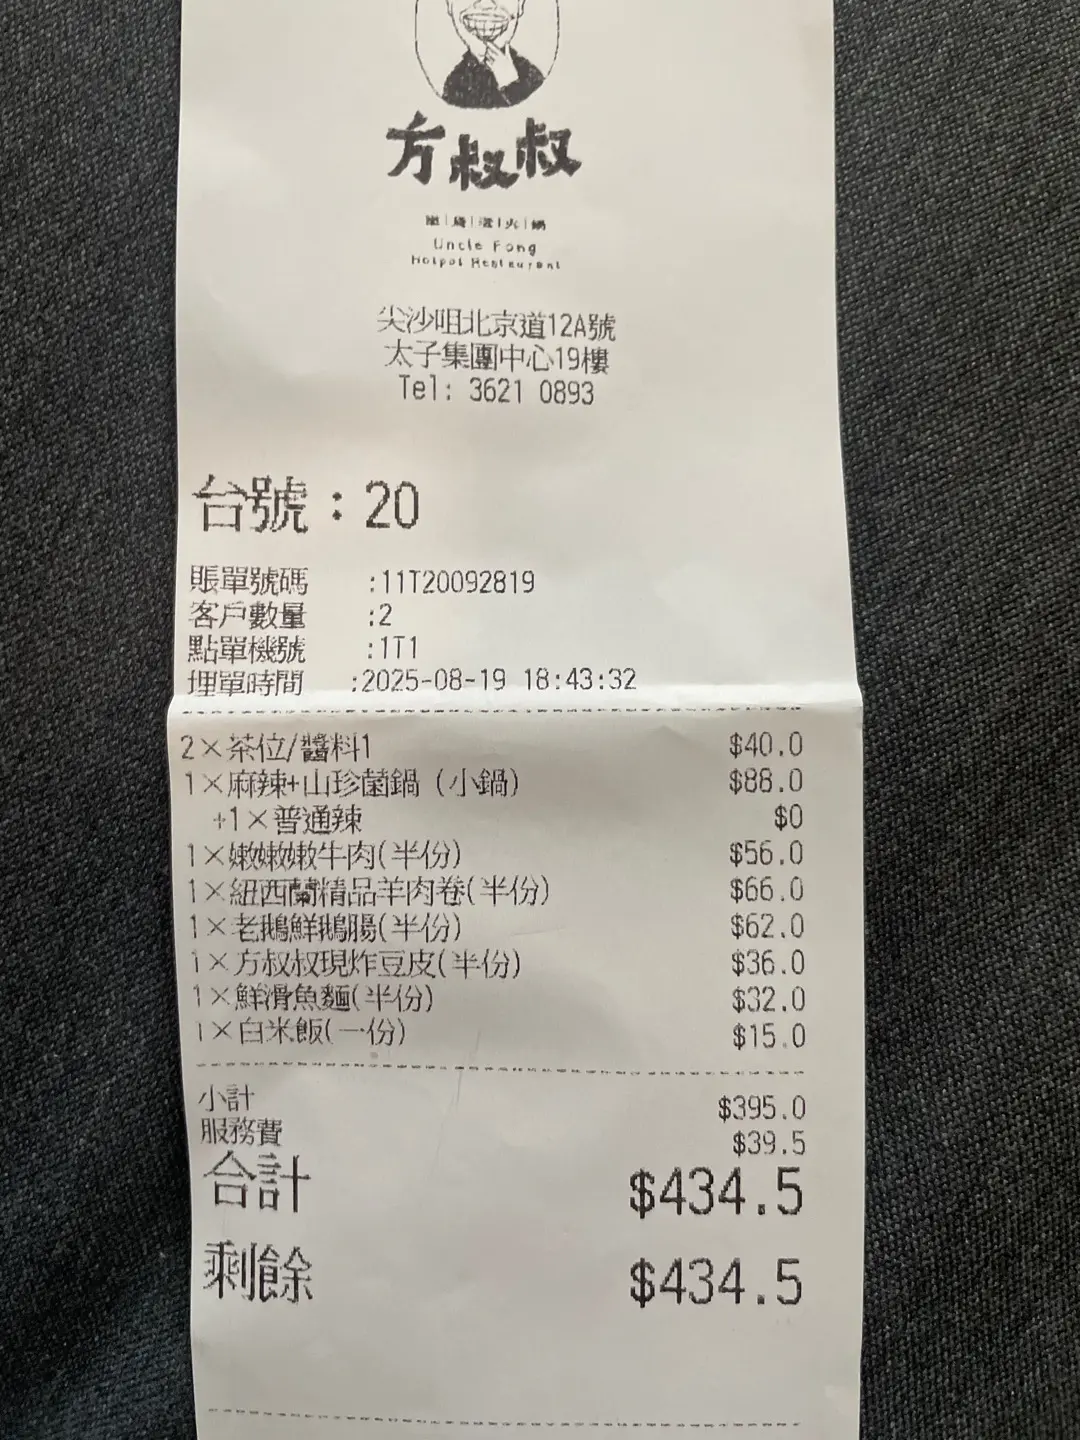 方叔叔
Uncle Fong
Hotpot Restaurant
尖沙咀北京道12A號
太子集團中心19樓
Tel: 3621 0893
台號：20
賬單號碼 :11T20092819
客戶數量 :2
點單機號 :1T1
埋單時間 :2025-08-19 18:43:32
2×茶位/醬料1 $40.0
1×麻辣+山珍菌鍋（小鍋） $88.0
+1×普通辣 $0
1×嫩嫩嫩牛肉(半份) $56.0
1×紐西蘭精品羊肉卷(半份) $66.0
1×老鵝鮮鵝腸(半份) $62.0
1×方叔叔現炸豆皮(半份) $36.0
1×鮮滑魚麵(半份) $32.0
1×白米飯(一份) $15.0
小計 $395.0
服務費 $39.5
合計 $434.5
剩餘 $434.5